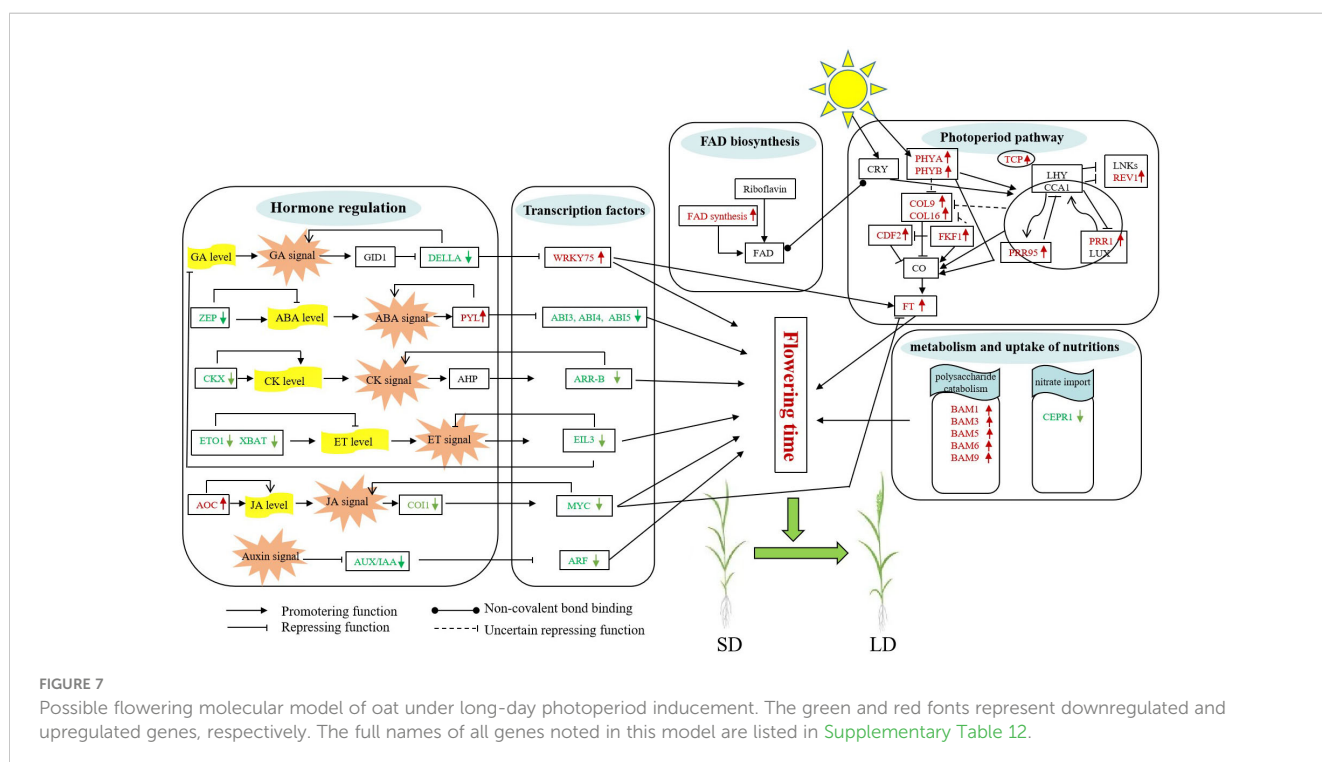 Hormone regulation
GA level
GA signal
GID1
DELLA
ZEP
ABA level
ABA signal
PYL
CKX
CK level
CK signal
AHP
ETO1 XBAT
ET level
ET signal
AOC
JA level
JA signal
COI1
Auxin signal
AUX/IAA
Transcription factors
WRKY75
ABI3, ABI4, ABI5
ARR-B
EIL3
MYC
ARF
FAD biosynthesis
Riboflavin
FAD synthesis
FAD
Photoperiod pathway
CRY
PHYA
PHYB
TCP
LHY
CCA1
LNKs
REV1
COL9
COL16
CDF2
FKF1
PRR95
PRR1
LUX
CO
FT
Flowering time
metabolism and uptake of nutritions
polysaccharide
catabolism
nitrate import
BAM1
BAM3
BAM5
BAM6
BAM9
CEPR1
SD
LD
Promotering function
Repressing function
Non-covalent bond binding
Uncertain repressing function
FIGURE 7
Possible flowering molecular model of oat under long-day photoperiod inducement. The green and red fonts represent downregulated and
upregulated genes, respectively. The full names of all genes noted in this model are listed in Supplementary Table 12.